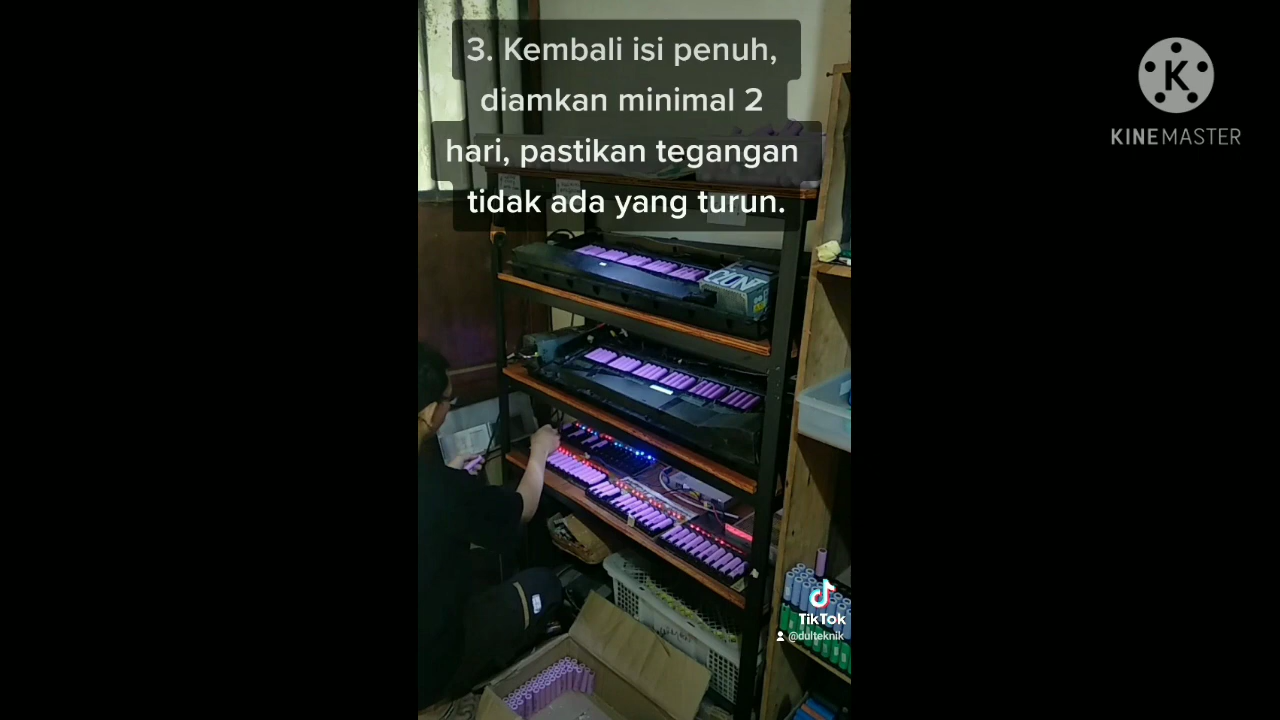 3. Kembali isi penuh,
diamkan minimal 2
hari, pastikan tegangan
tidak ada yang turun.
K
KINEMASTER
TikTok
@dulteknik